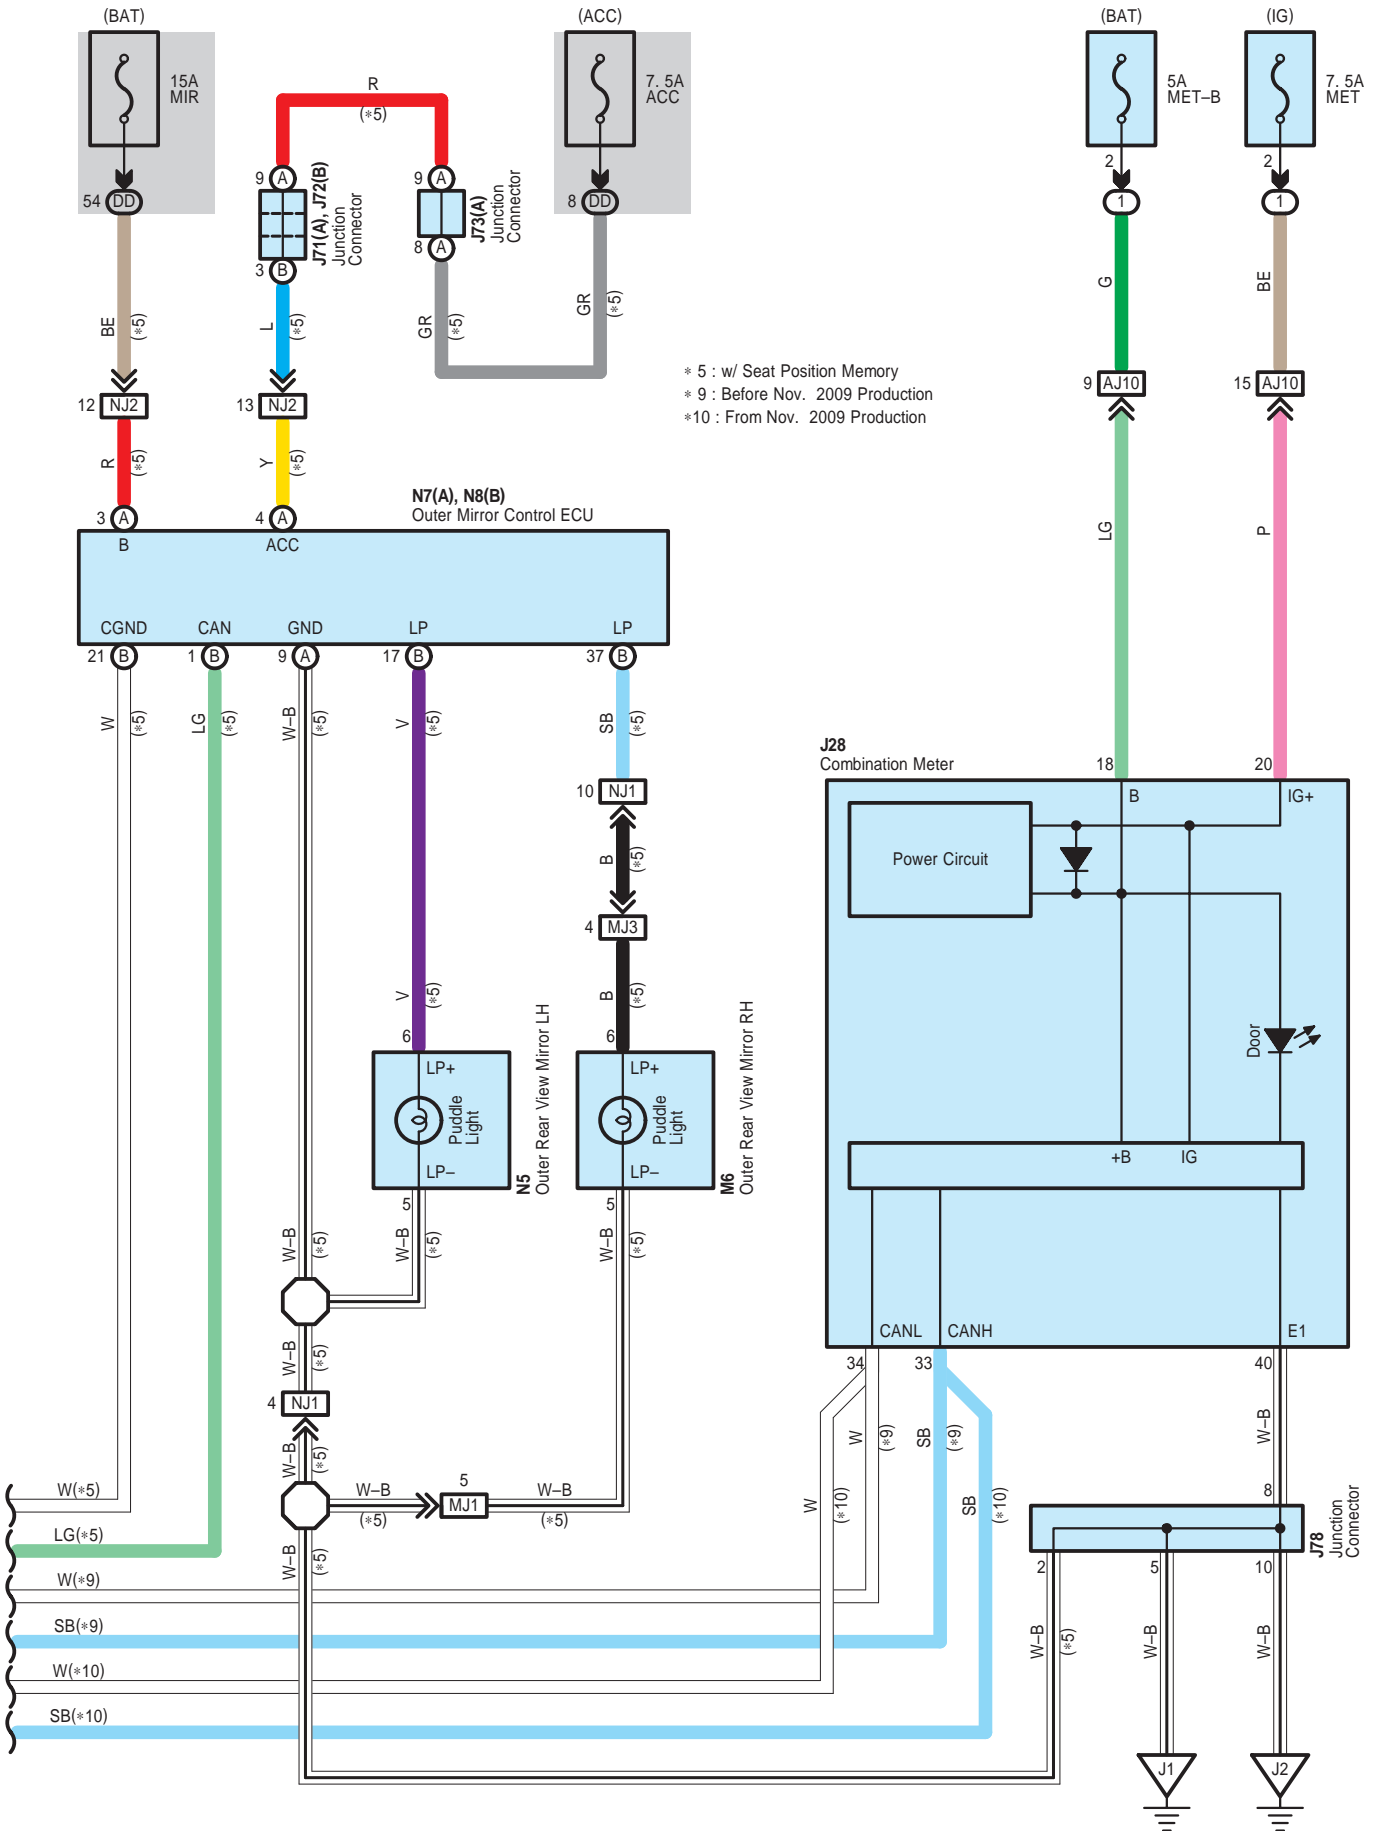 (BAT)
(ACC)
(BAT)
(IG)
15A
MIR
R
(*5)
7. 5A
ACC
5A
MET–B
7. 5A
MET
54 DD
9 A
J71(A), J72(B)
Junction
Connector
3 B
9 A
J73(A)
Junction
Connector
8 A
8 DD
2
1
2
1
BE
(*5)
L
(*5)
GR
(*5)
GR
(*5)
G
BE
* 5 : w/ Seat Position Memory
* 9 : Before Nov. 2009 Production
*10 : From Nov. 2009 Production
12 NJ2
13 NJ2
9 AJ10
15 AJ10
R
(*5)
Y
(*5)
LG
P
N7(A), N8(B)
Outer Mirror Control ECU
3 A
4 A
B
ACC
CGND
CAN
GND
LP
LP
21 B
1 B
9 A
17 B
37 B
W
(*5)
LG
(*5)
W–B
(*5)
V
(*5)
SB
(*5)
10 NJ1
B
(*5)
4 MJ3
V
(*5)
B
(*5)
6
LP+
Puddle
Light
LP–
5
N5
Outer Rear View Mirror LH
6
LP+
Puddle
Light
LP–
5
M6
Outer Rear View Mirror RH
J28
Combination Meter
18
20
B
IG+
Power Circuit
Door
+B
IG
CANL
CANH
E1
34
33
40
W–B
(*5)
W–B
(*5)
W–B
(*5)
W–B
(*5)
4 NJ1
W–B
(*5)
W–B
(*5)
5
MJ1
W–B
(*5)
W–B
(*5)
W
(*9)
SB
(*9)
W
(*10)
SB
(*10)
W–B
8
J78
Junction
Connector
2
5
10
W–B
(*5)
W–B
W–B
W(*5)
LG(*5)
W(*9)
SB(*9)
W(*10)
SB(*10)
J1
J2